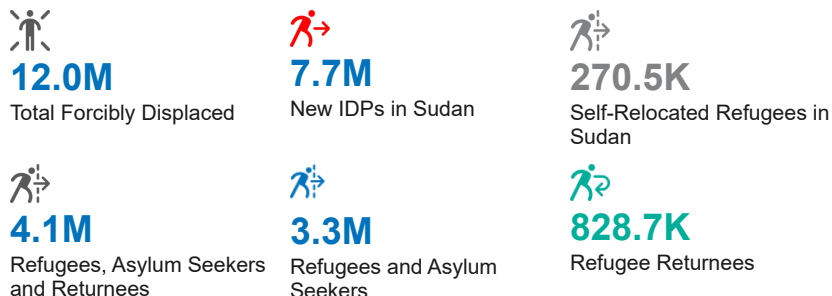 12.0M
Total Forcibly Displaced
7.7M
New IDPs in Sudan
270.5K
Self-Relocated Refugees in
Sudan
4.1M
Refugees, Asylum Seekers
and Returnees
3.3M
Refugees and Asylum
Seekers
828.7K
Refugee Returnees